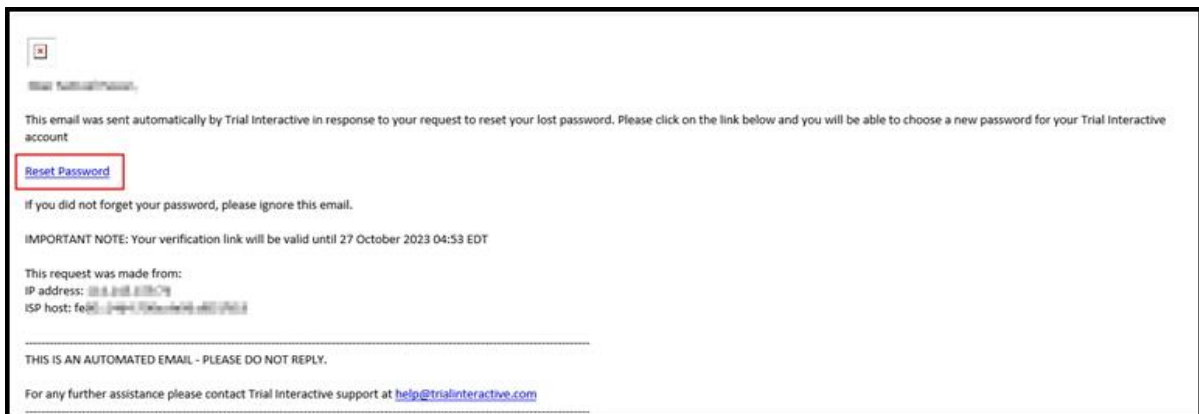 This email was sent automatically by Trial Interactive in response to your request to reset your lost password. Please click on the link below and you will be able to choose a new password for your Trial Interactive
account
Reset Password
If you did not forget your password, please ignore this email.
IMPORTANT NOTE: Your verification link will be valid until 27 October 2023 04:53 EDT
This request was made from:
IP address:
ISP host:
THIS IS AN AUTOMATED EMAIL - PLEASE DO NOT REPLY.
For any further assistance please contact Trial Interactive support at help@trialinteractive.com